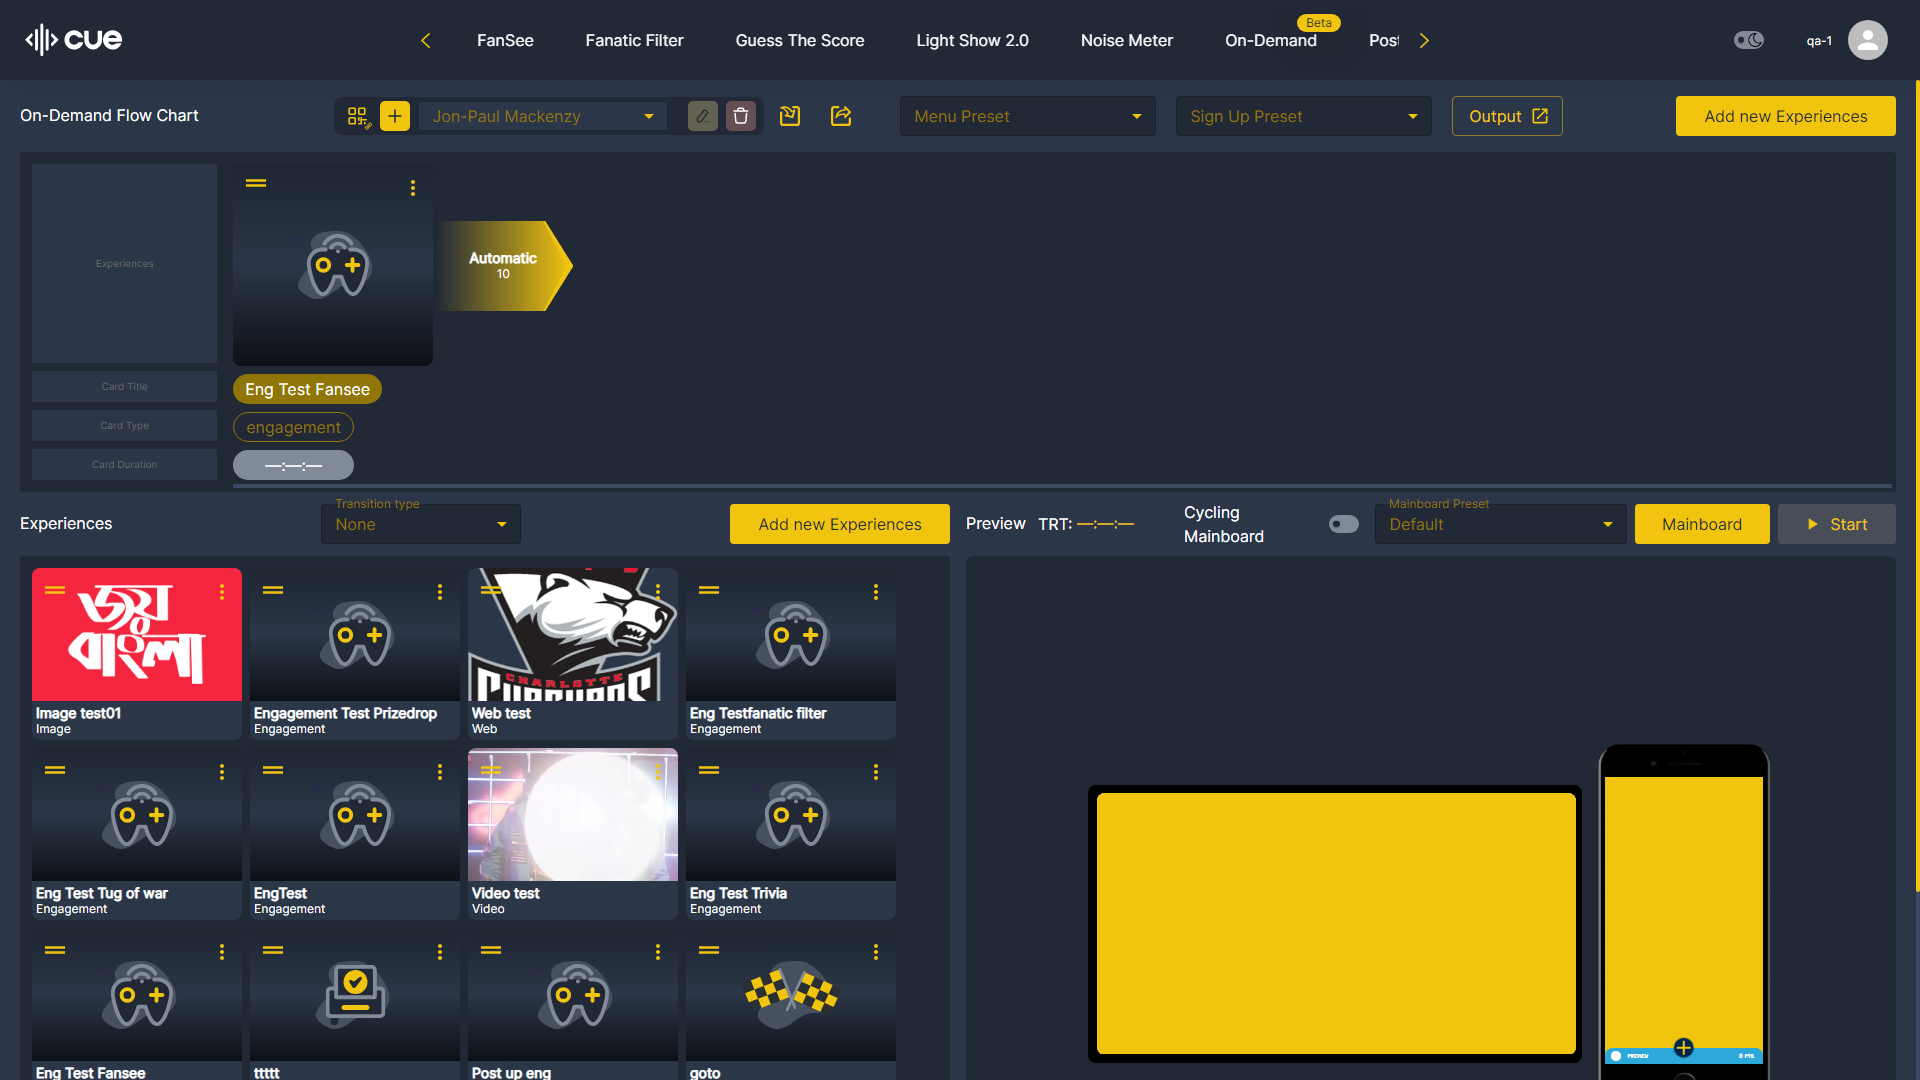 cue
FanSee
Fanatic Filter
Guess The Score
Light Show 2.0
Noise Meter
On-Demand
Beta
Post
qa-1
On-Demand Flow Chart
Jon-Paul Mackenzy
Menu Preset
Sign Up Preset
Output
Add new Experiences
Experiences
Automatic
10
Card Title
Eng Test Fansee
Card Type
engagement
Card Duration
—:—:—
Experiences
Transition type
None
Add new Experiences
Preview TRT: —:—:—
Cycling
Mainboard
Mainboard Preset
Default
Mainboard
Start
জয়
বাংলা
Image test01
Image
Engagement Test Prizedrop
Engagement
CHARLOTTE
Web test
Web
Eng Testfanatic filter
Engagement
Eng Test Tug of war
Engagement
EngTest
Engagement
Video test
Video
Eng Test Trivia
Engagement
Eng Test Fansee
ttttt
Post up eng
goto
PREVIEW
0 PTS.